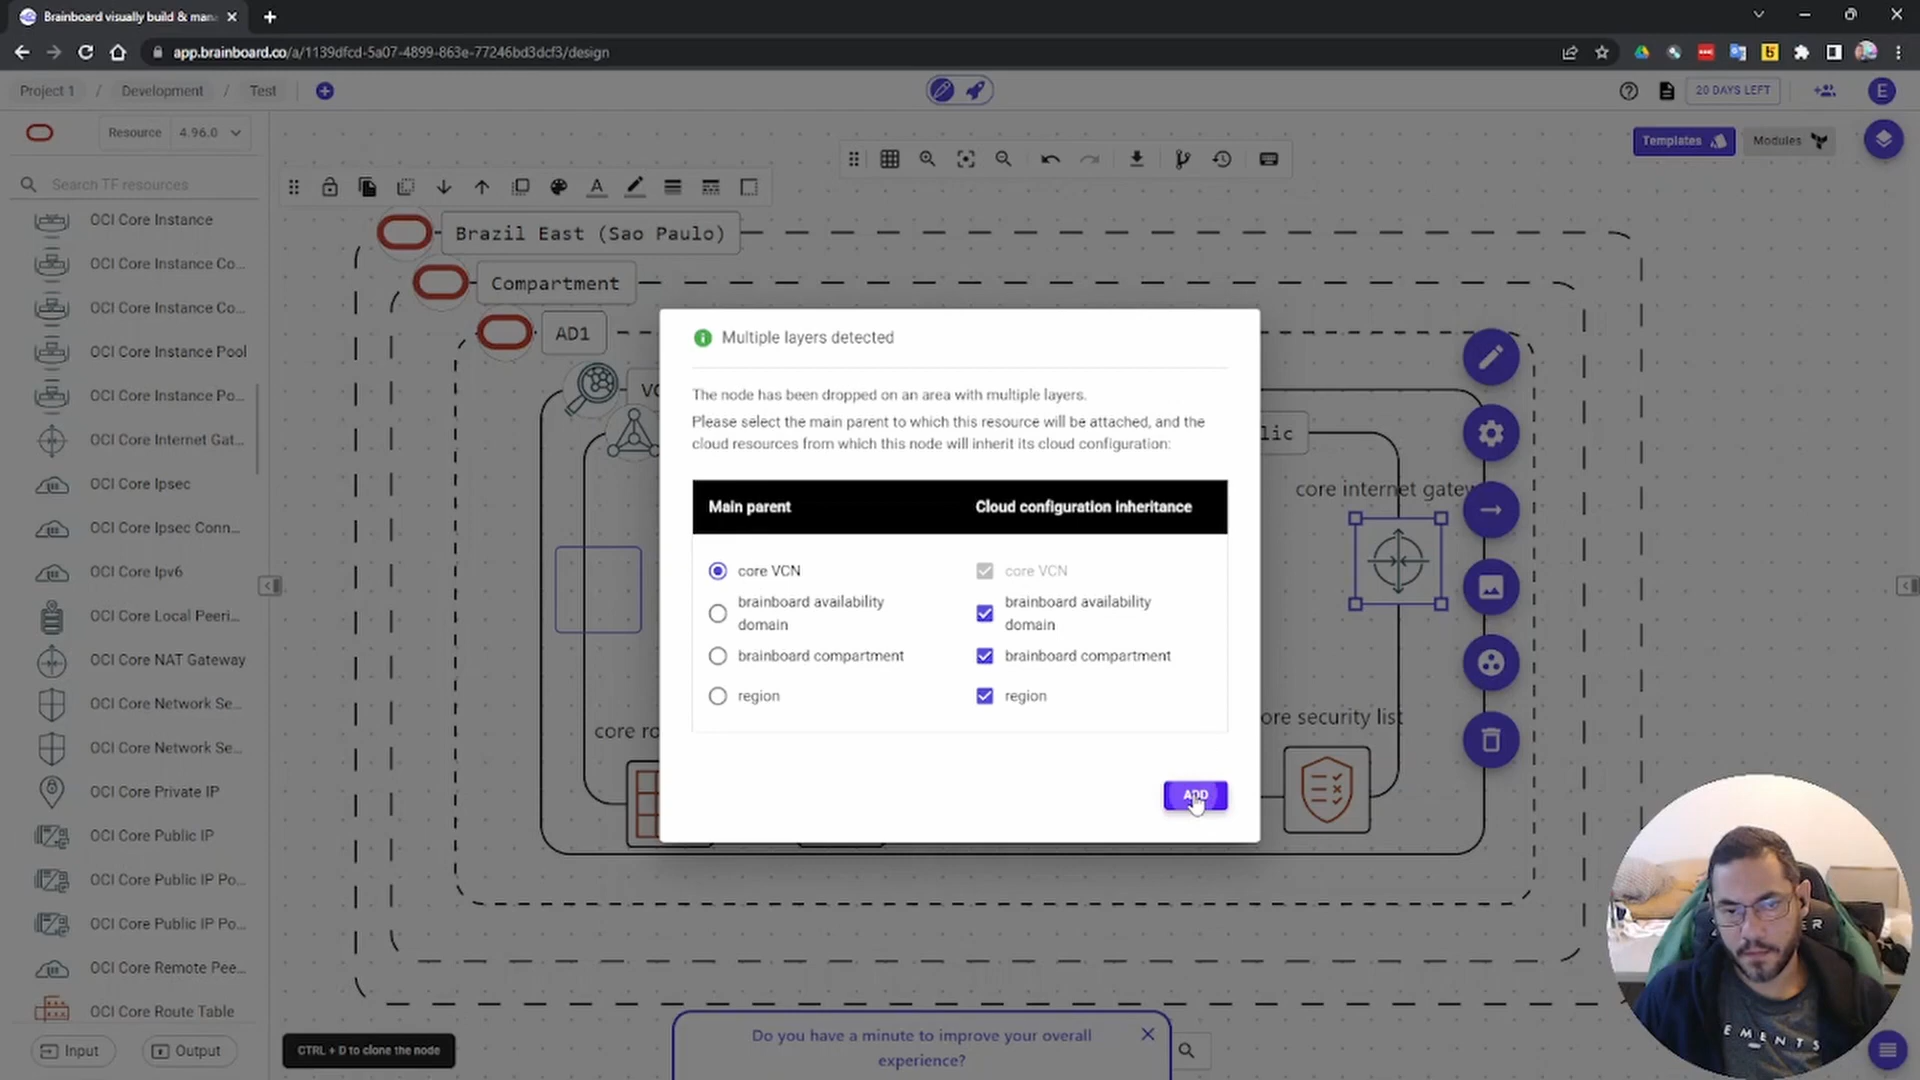 Brainboard visually build & man
app.brainboard.co/a/1139dfcd-5a07-4899-863e-77246bd3dcf3/design
Project 1 / Development / Test
20 DAYS LEFT
E
Resource 4.96.0
Templates
Modules
Search TF resources
OCI Core Instance
OCI Core Instance Co...
OCI Core Instance Co...
OCI Core Instance Pool
OCI Core Instance Po...
OCI Core Internet Gat...
OCI Core Ipsec
OCI Core Ipsec Conn...
OCI Core Ipv6
OCI Core Local Peeri...
OCI Core NAT Gateway
OCI Core Network Se...
OCI Core Network Se...
OCI Core Private IP
OCI Core Public IP
OCI Core Public IP Po...
OCI Core Public IP Po...
OCI Core Remote Pee...
OCI Core Route Table
Input
Output
Brazil East (Sao Paulo)
Compartment
AD1
VC
lic
core internet gatew
core ro
ore security list
Multiple layers detected
The node has been dropped on an area with multiple layers.
Please select the main parent to which this resource will be attached, and the
cloud resources from which this node will inherit its cloud configuration:
Main parent
Cloud configuration inheritance
core VCN
core VCN
brainboard availability
domain
brainboard availability
domain
brainboard compartment
brainboard compartment
region
region
ADD
CTRL + D to clone the node
Do you have a minute to improve your overall
experience?
EMENTS